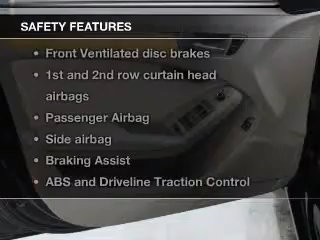 SAFETY FEATURES
• Front Ventilated disc brakes
• 1st and 2nd row curtain head
airbags
• Passenger Airbag
• Side airbag
• Braking Assist
• ABS and Driveline Traction Control